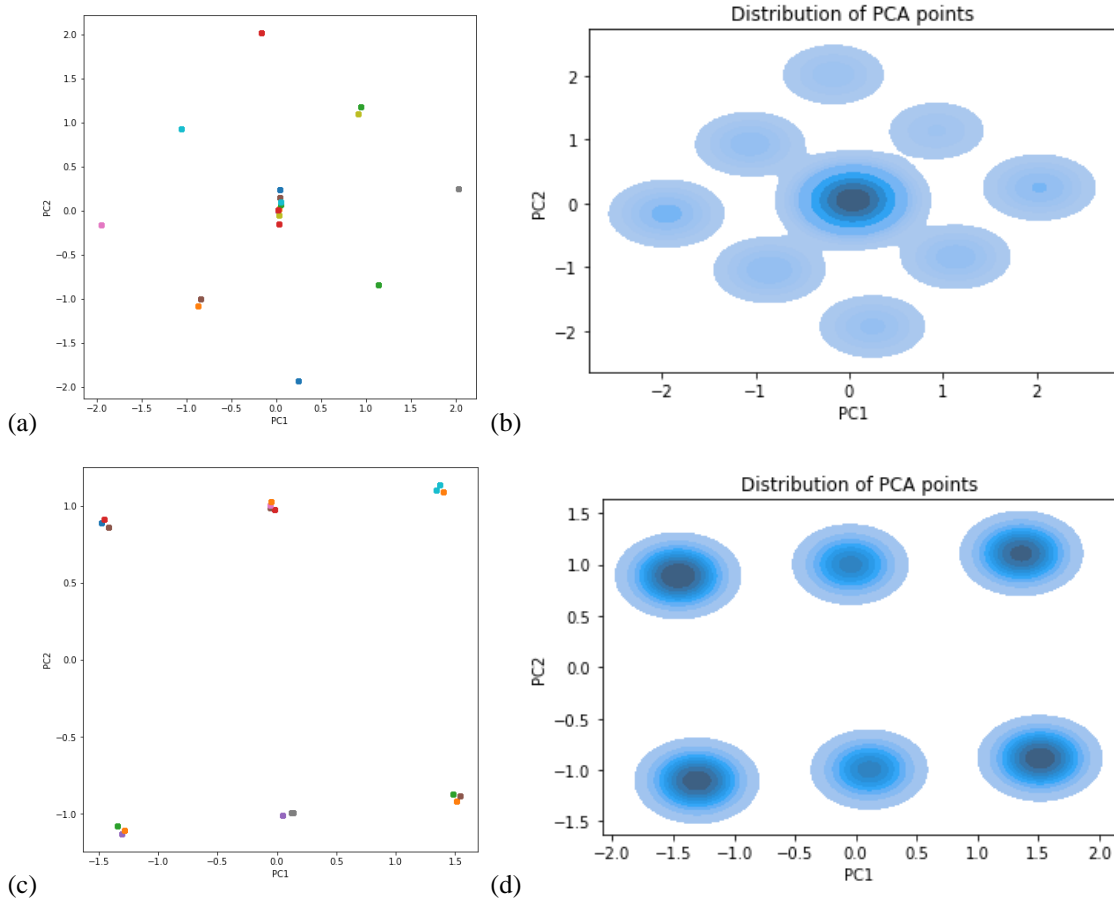 2.0
1.5
1.0
0.5
0.0
−0.5
−1.0
−1.5
−2.0
PC2
−2.0 −1.5 −1.0 −0.5 0.0 0.5 1.0 1.5 2.0
PC1
(a)
Distribution of PCA points
2
1
0
−1
−2
PC2
−2 −1 0 1 2
PC1
(b)
1.0
0.5
0.0
−0.5
−1.0
PC2
−1.5 −1.0 −0.5 0.0 0.5 1.0 1.5
PC1
(c)
Distribution of PCA points
1.5
1.0
0.5
0.0
−0.5
−1.0
−1.5
PC2
−2.0 −1.5 −1.0 −0.5 0.0 0.5 1.0 1.5 2.0
PC1
(d)